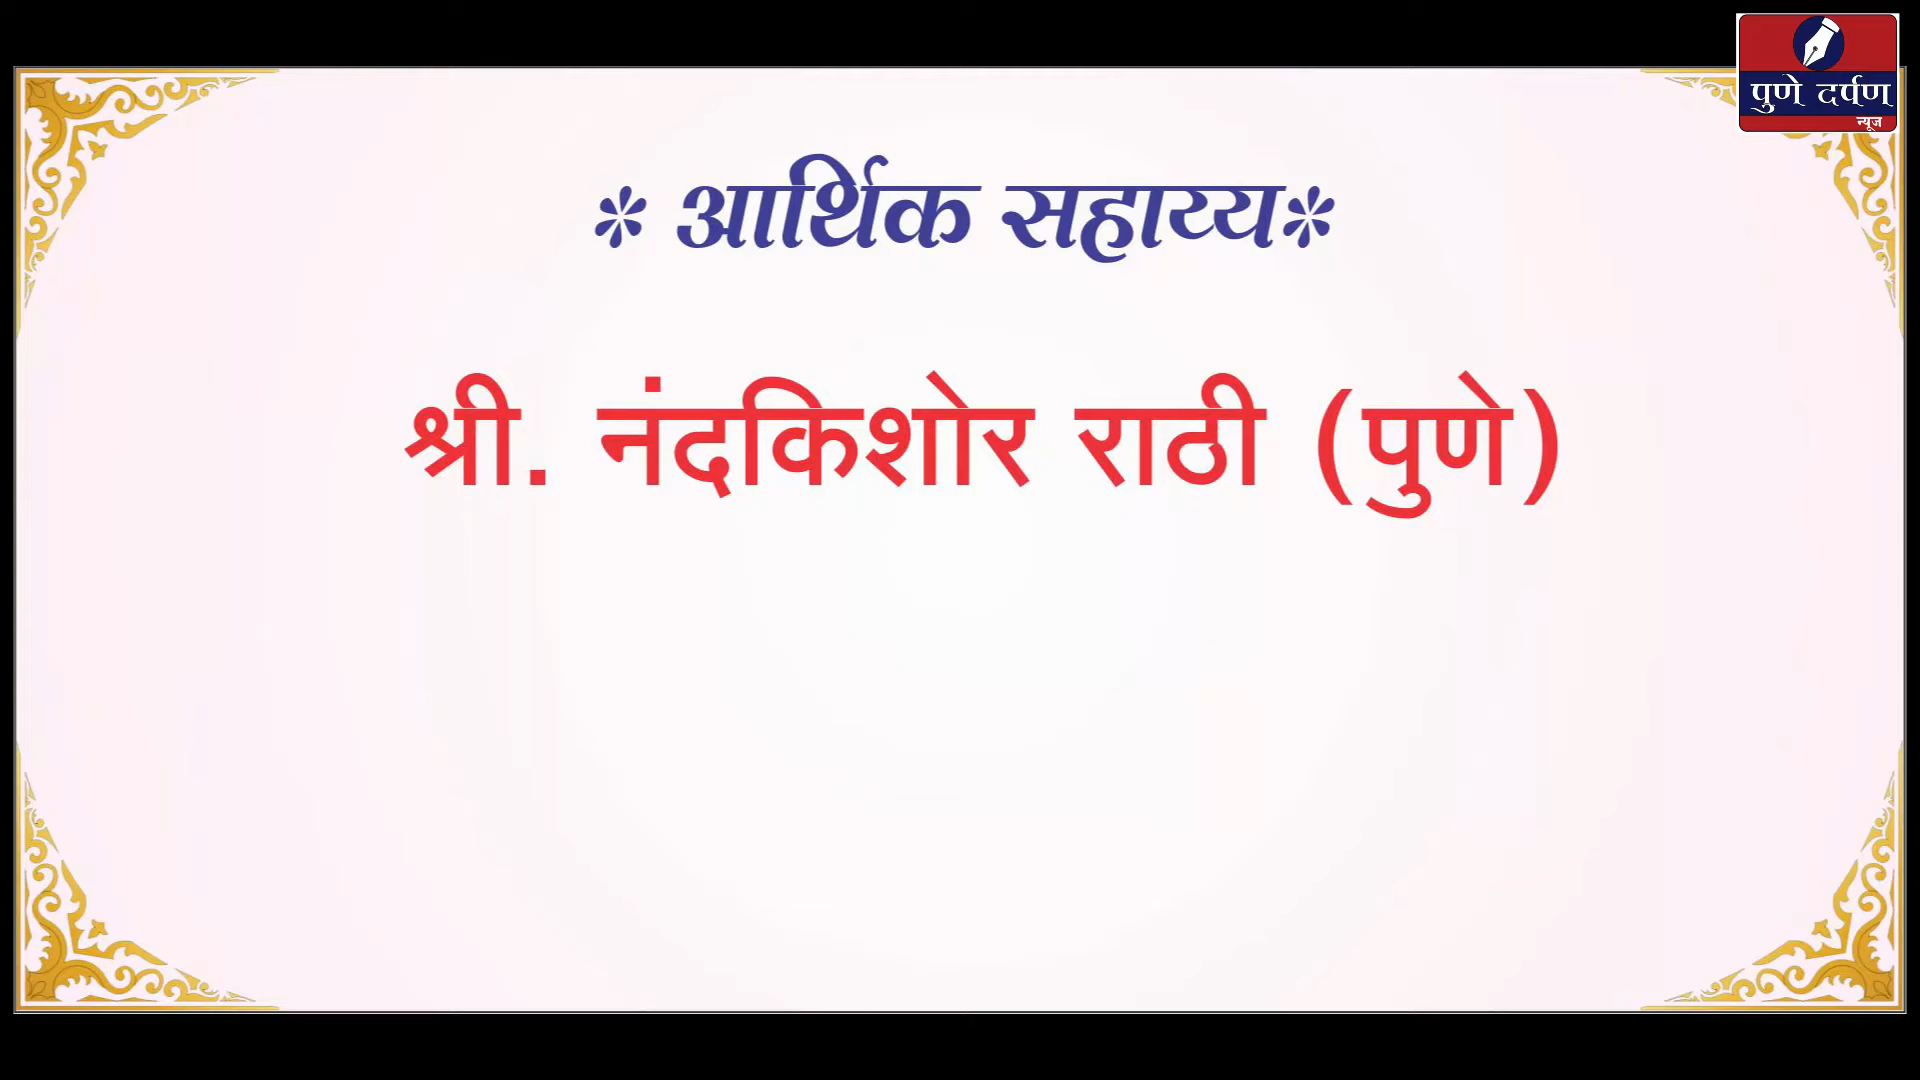 पुणे दर्पण
न्यूज
* आर्थिक सहाय्य*
श्री. नंदकिशोर राठी (पुणे)